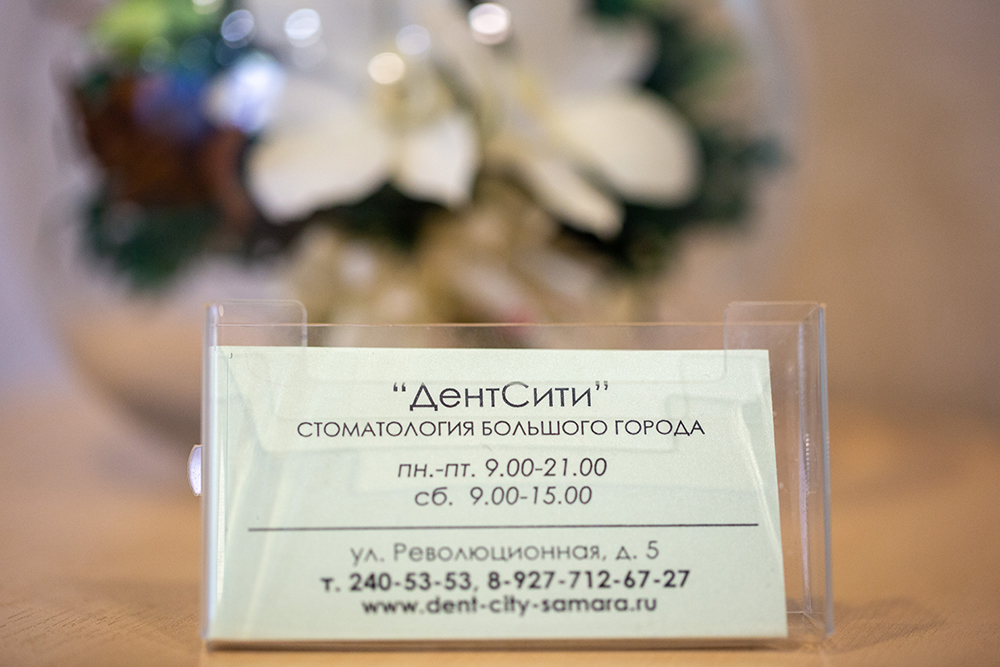 “ДентСити”
СТОМАТОЛОГИЯ БОЛЬШОГО ГОРОДА
пн.-пт. 9.00-21.00
сб. 9.00-15.00
ул. Революционная, д. 5
т. 240-53-53, 8-927-712-67-27
www.dent-city-samara.ru